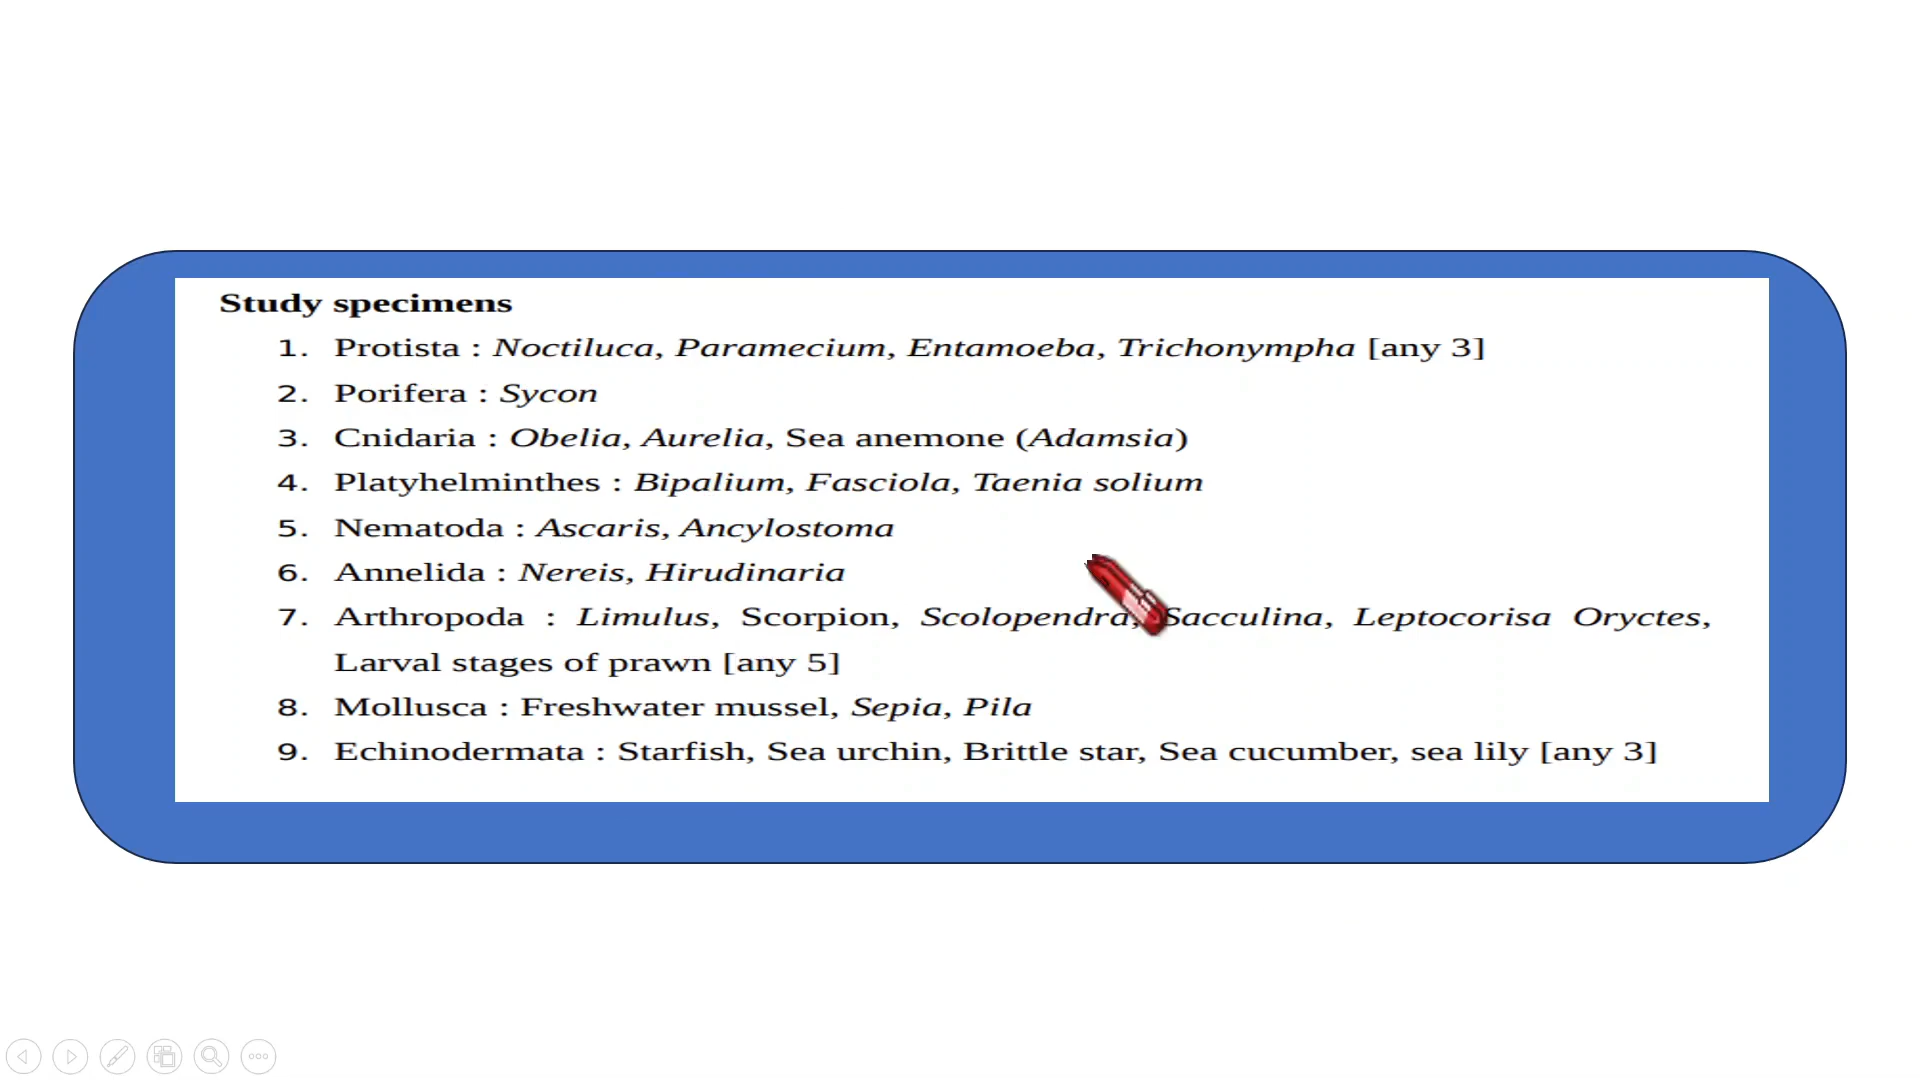 Study specimens
1. Protista : Noctiluca, Paramecium, Entamoeba, Trichonympha [any 3]
2. Porifera : Sycon
3. Cnidaria : Obelia, Aurelia, Sea anemone (Adamsia)
4. Platyhelminthes : Bipalium, Fasciola, Taenia solium
5. Nematoda : Ascaris, Ancylostoma
6. Annelida : Nereis, Hirudinaria
7. Arthropoda : Limulus, Scorpion, Scolopendra, Sacculina, Leptocorisa Oryctes,
Larval stages of prawn [any 5]
8. Mollusca : Freshwater mussel, Sepia, Pila
9. Echinodermata : Starfish, Sea urchin, Brittle star, Sea cucumber, sea lily [any 3]